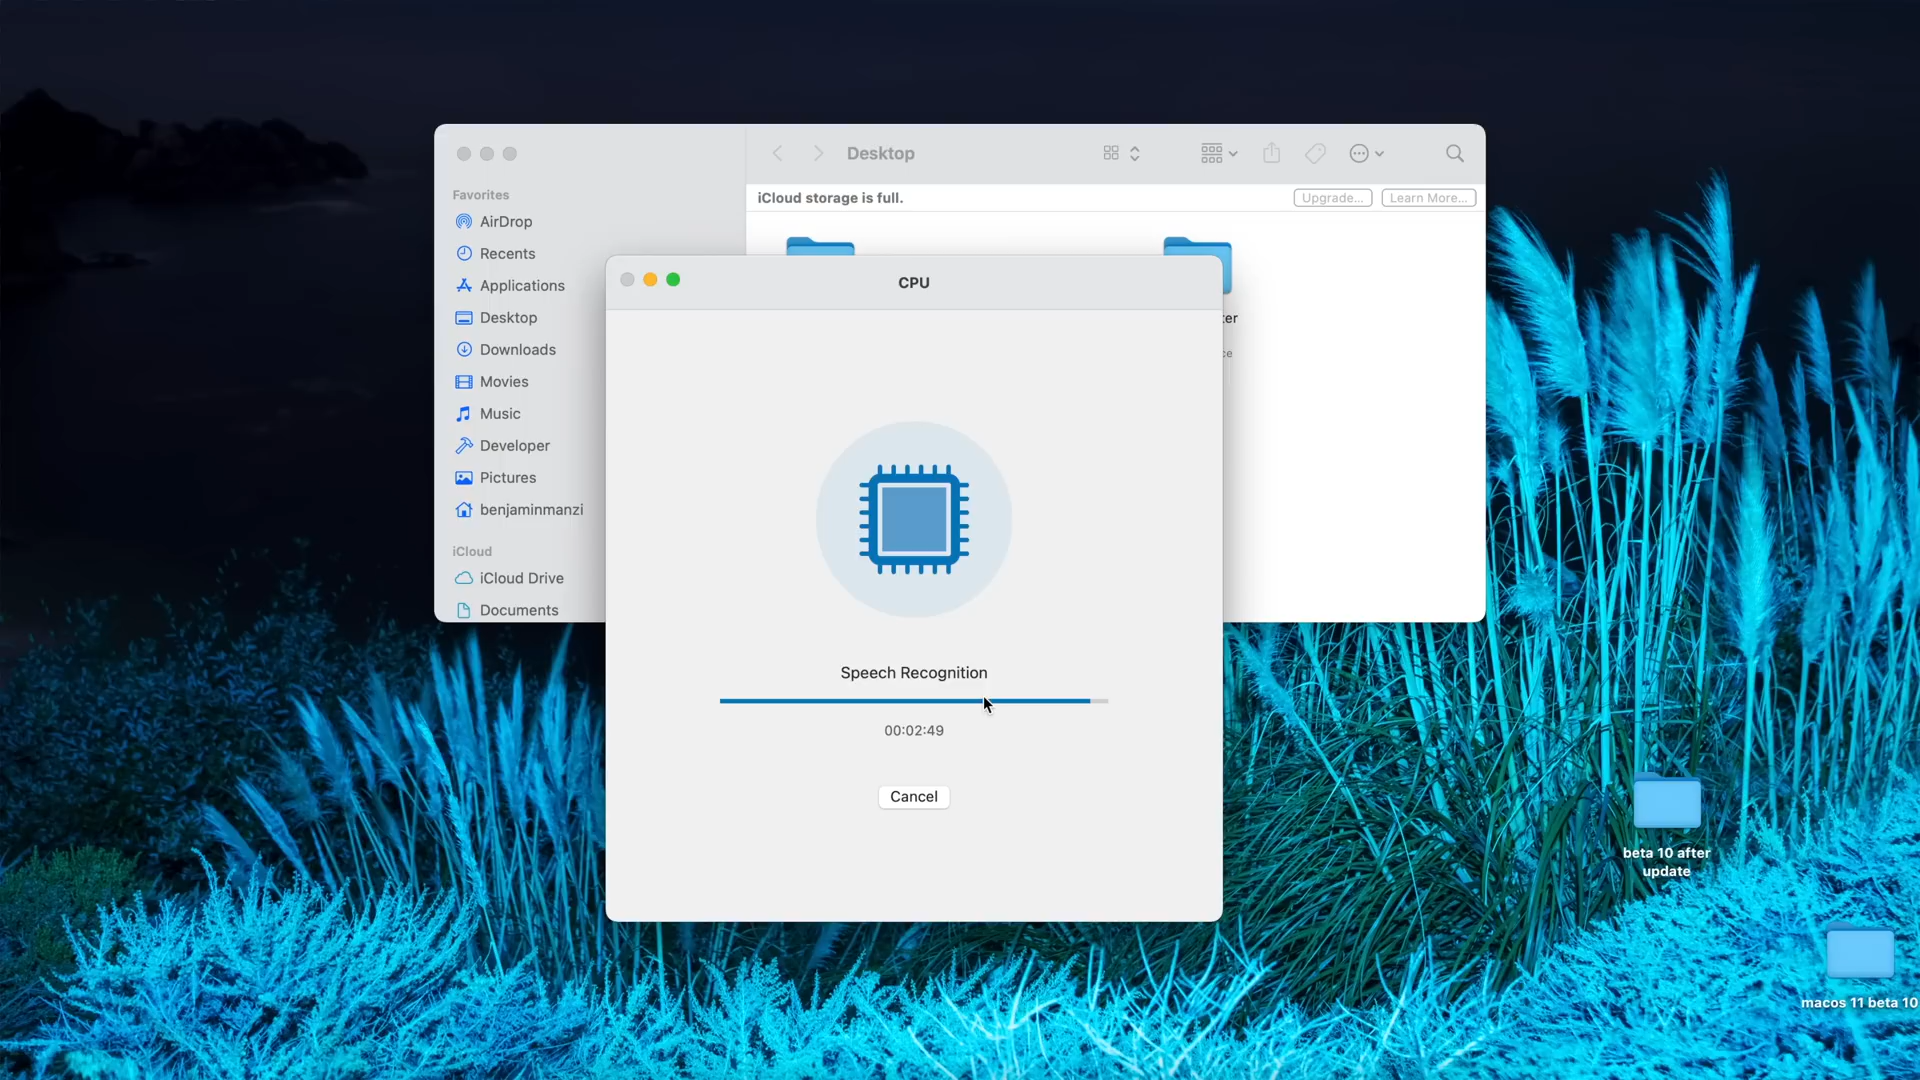 Desktop
Favorites
iCloud storage is full.
Upgrade...
Learn More...
AirDrop
Recents
Applications
Desktop
Downloads
Movies
Music
Developer
Pictures
benjaminmanzi
iCloud
iCloud Drive
Documents
CPU
Speech Recognition
00:02:49
Cancel
beta 10 after
update
macos 11 beta 10